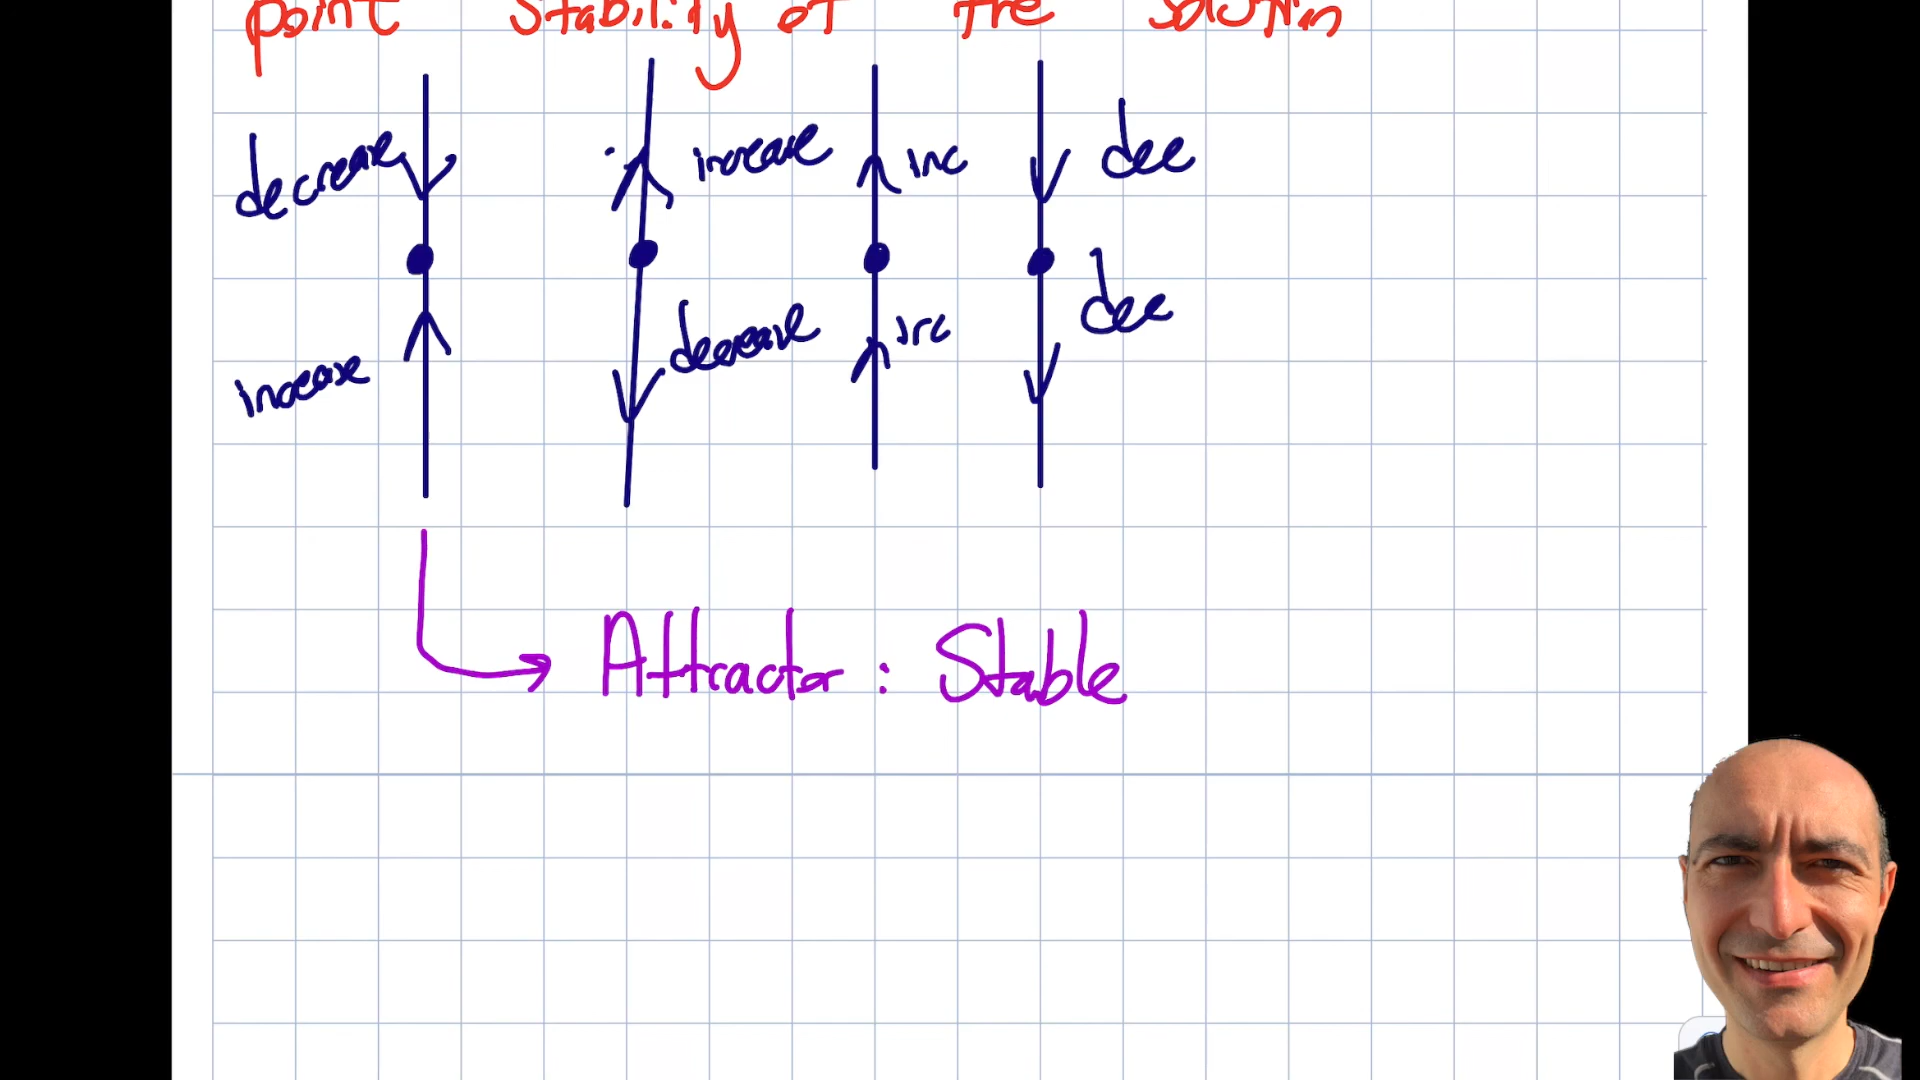 point stability of the solution
decrease increase inc dec
increase decrease inc dec
Attractor : Stable